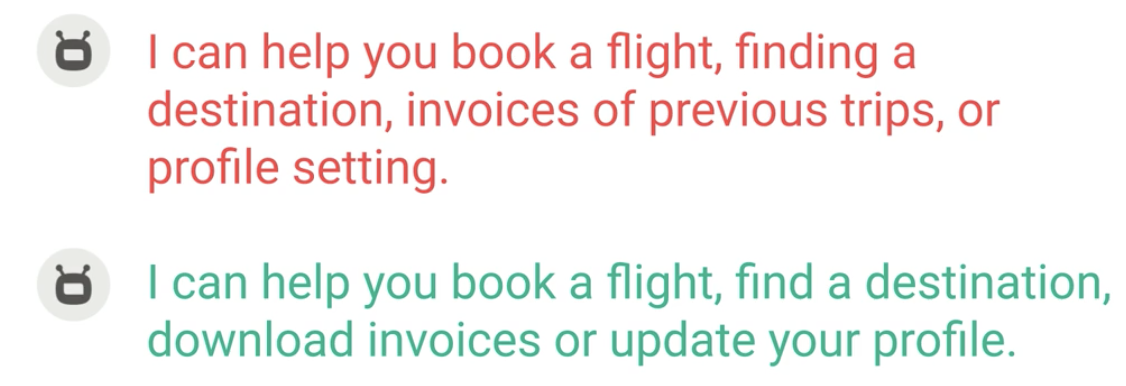 I can help you book a flight, finding a
destination, invoices of previous trips, or
profile setting.
I can help you book a flight, find a destination,
download invoices or update your profile.